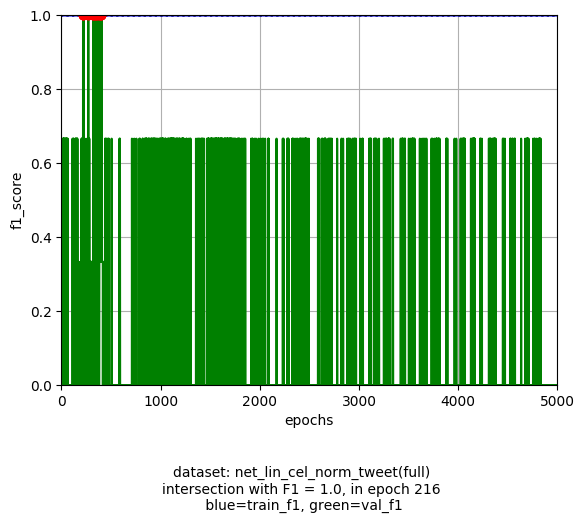 1.0
0.8
0.6
0.4
0.2
0.0
f1_score
0 1000 2000 3000 4000 5000
epochs
dataset: net_lin_cel_norm_tweet(full)
intersection with F1 = 1.0, in epoch 216
blue=train_f1, green=val_f1